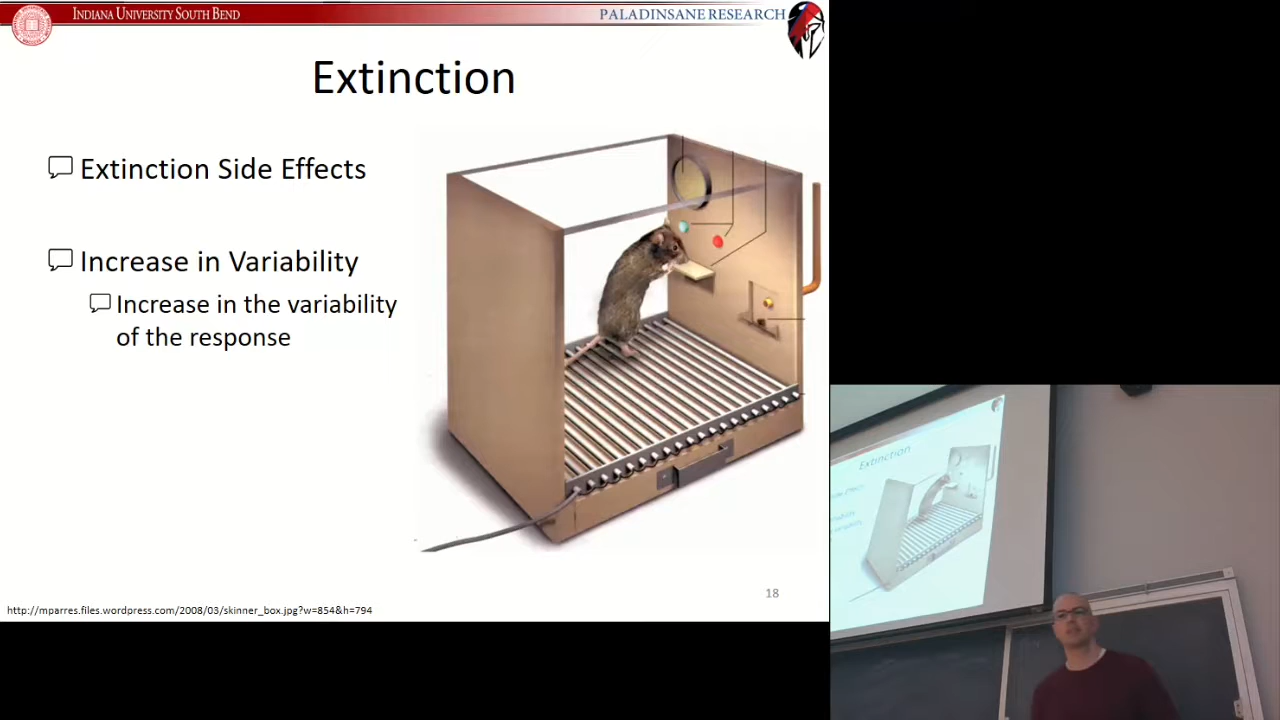 INDIANA UNIVERSITY SOUTH BEND
PALADINSANE RESEARCH
Extinction
Extinction Side Effects
Increase in Variability
Increase in the variability
of the response
18
http://mparres.files.wordpress.com/2008/03/skinner_box.jpg?w=854&h=794
Extinction